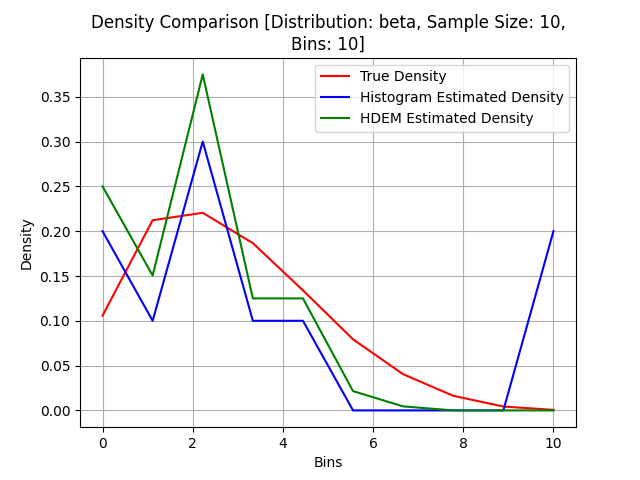 Density Comparison [Distribution: beta, Sample Size: 10,
Bins: 10]
True Density
Histogram Estimated Density
HDEM Estimated Density
Density
0.35
0.30
0.25
0.20
0.15
0.10
0.05
0.00
0 2 4 6 8 10
Bins